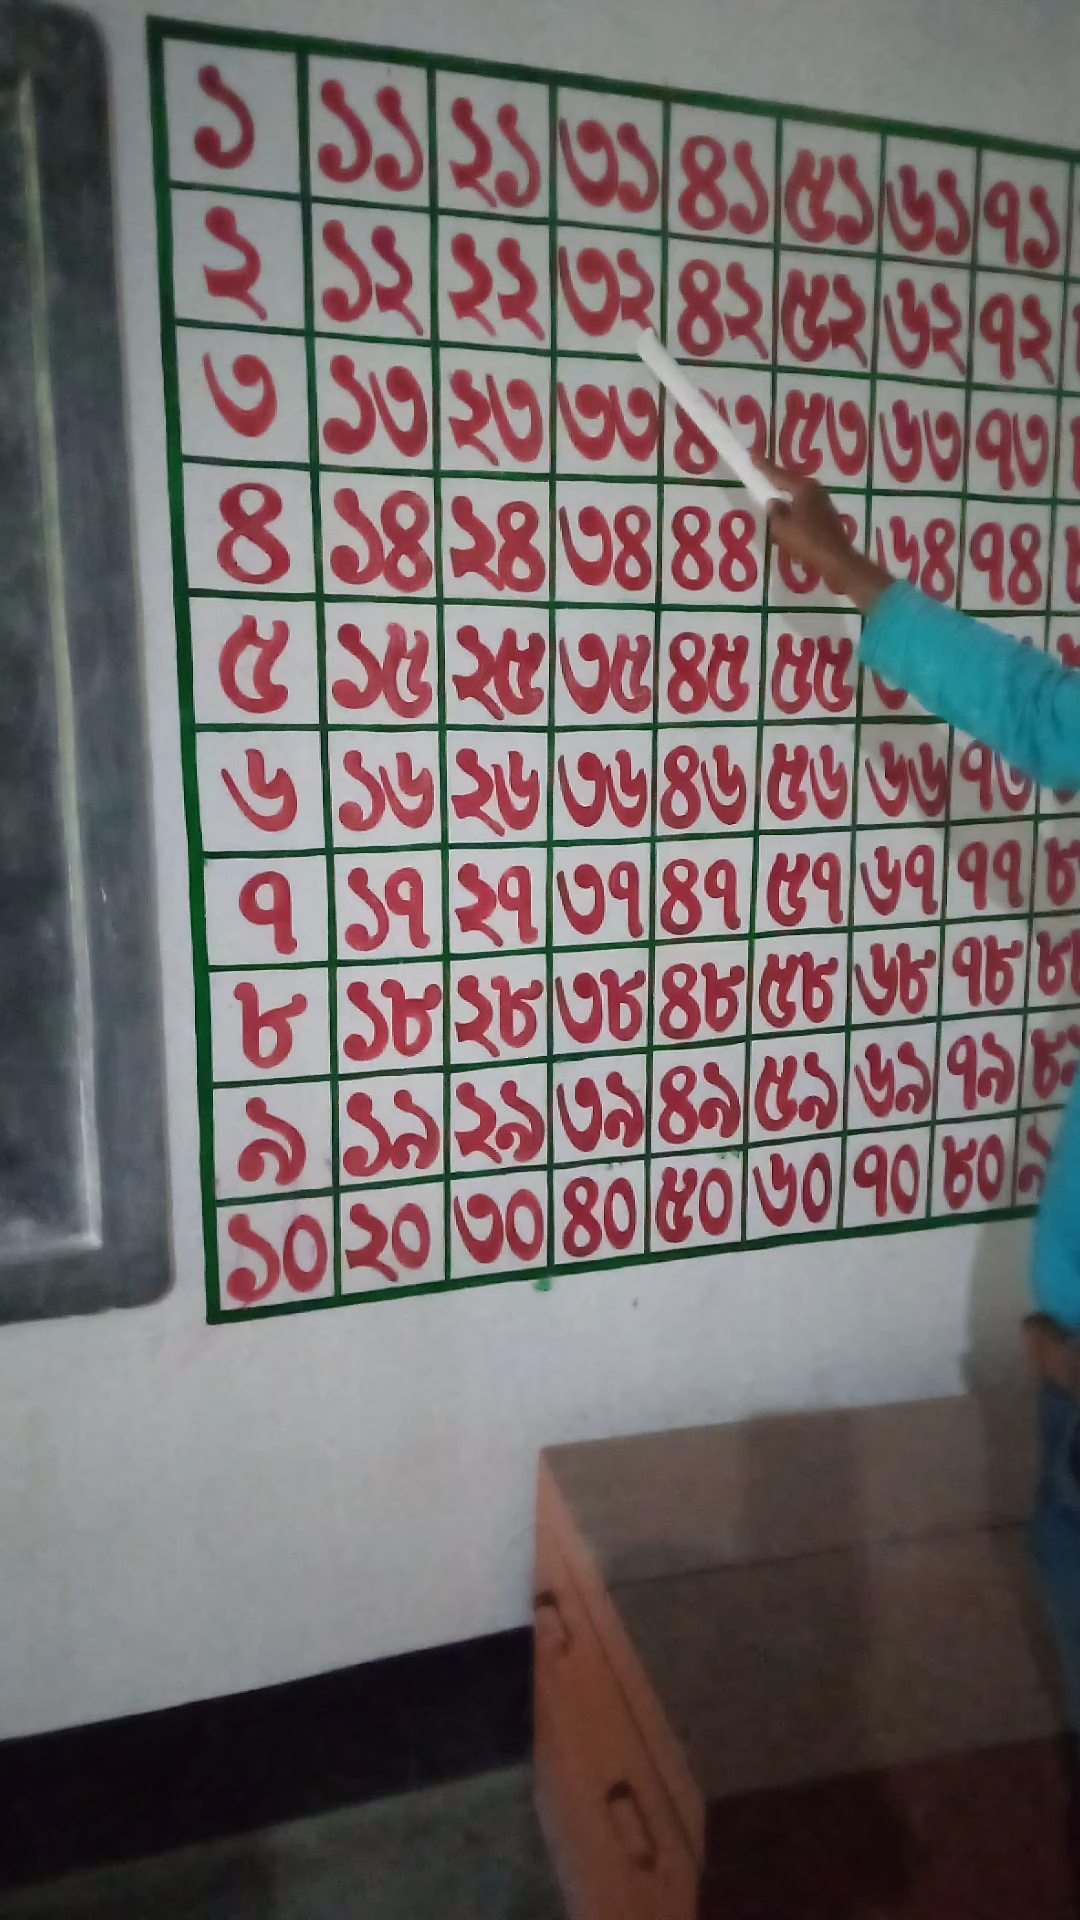 ১ ১১ ২১ ৩১ ৪১ ৫১ ৬১ ৭১
২ ১২ ২২ ৩২ ৪২ ৫২ ৬২ ৭২
৩ ১৩ ২৩ ৩৩ ৪৩ ৫৩ ৬৩ ৭৩
৪ ১৪ ২৪ ৩৪ ৪৪ ৬৪ ৭৪
৫ ১৫ ২৫ ৩৫ ৪৫ ৫৫
৬ ১৬ ২৬ ৩৬ ৪৬ ৫৬ ৬৬ ৭৬
৭ ১৭ ২৭ ৩৭ ৪৭ ৫৭ ৬৭ ৭৭
৮ ১৮ ২৮ ৩৮ ৪৮ ৫৮ ৬৮ ৭৮
৯ ১৯ ২৯ ৩৯ ৪৯ ৫৯ ৬৯ ৭৯
১০ ২০ ৩০ ৪০ ৫০ ৬০ ৭০ ৮০